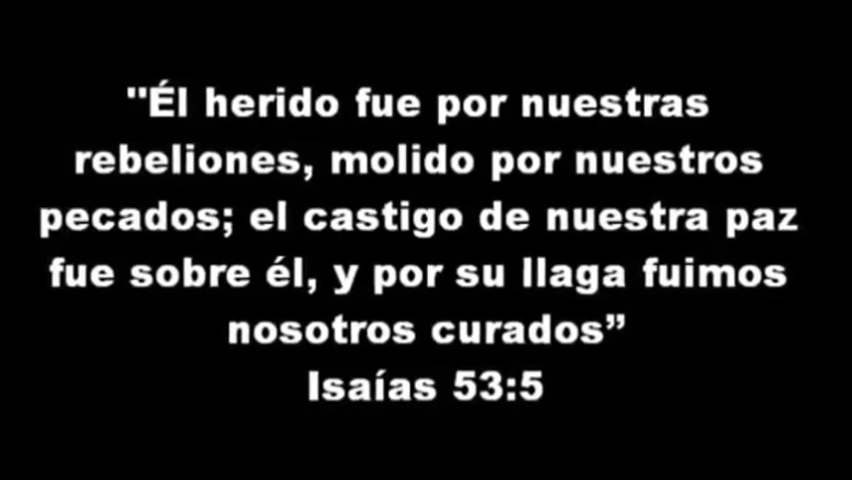 "Él herido fue por nuestras
rebeliones, molido por nuestros
pecados; el castigo de nuestra paz
fue sobre él, y por su llaga fuimos
nosotros curados”
Isaías 53:5